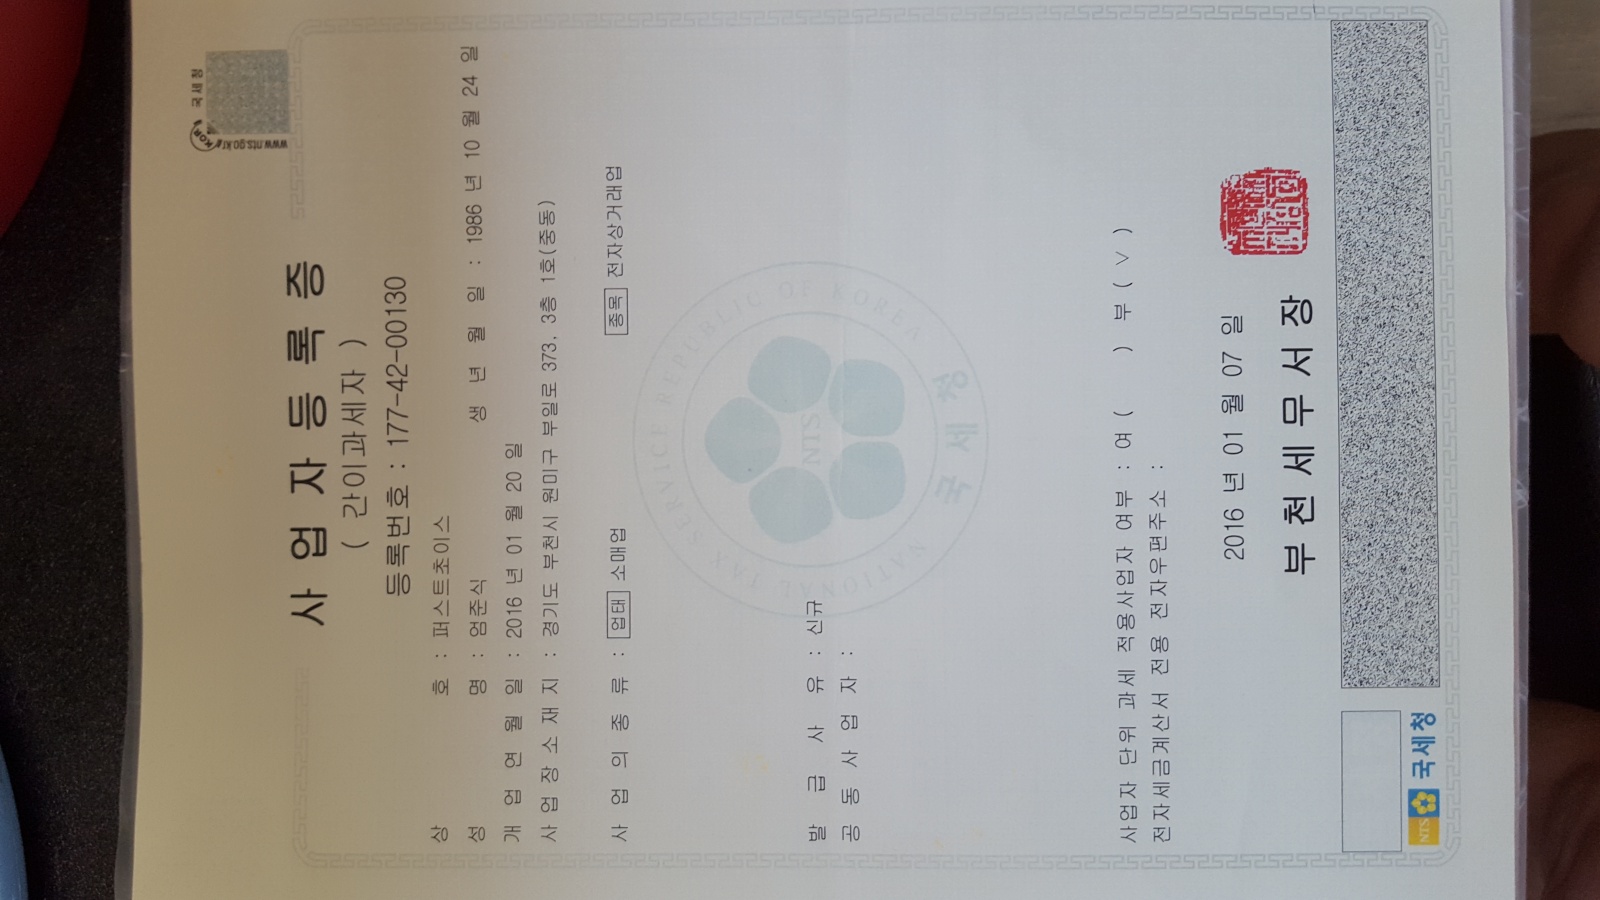 국세청
KOR
www.nts.go.kr
사업자등록증
( 간이과세자 )
등록번호 : 177-42-00130
상 호 : 퍼스트초이스
성 명 : 엄준식 생 년 월 일 : 1986 년 10 월 24 일
개 업 연 월 일 : 2016 년 01 월 20 일
사 업 장 소 재 지 : 경기도 부천시 원미구 부일로 373, 3층 1호(중동)
사 업 의 종 류 : 업태 소매업 종목 전자상거래업
NATIONAL TAX SERVICE REPUBLIC OF KOREA
NTS
국세청
발 급 사 유 : 신규
공 동 사 업 자 :
사업자 단위 과세 적용사업자 여부 : 여 ( ) 부 ( V )
전자세금계산서 전용 전자우편주소 :
2016 년 01 월 07 일
부천세무서장
NTS 국세청